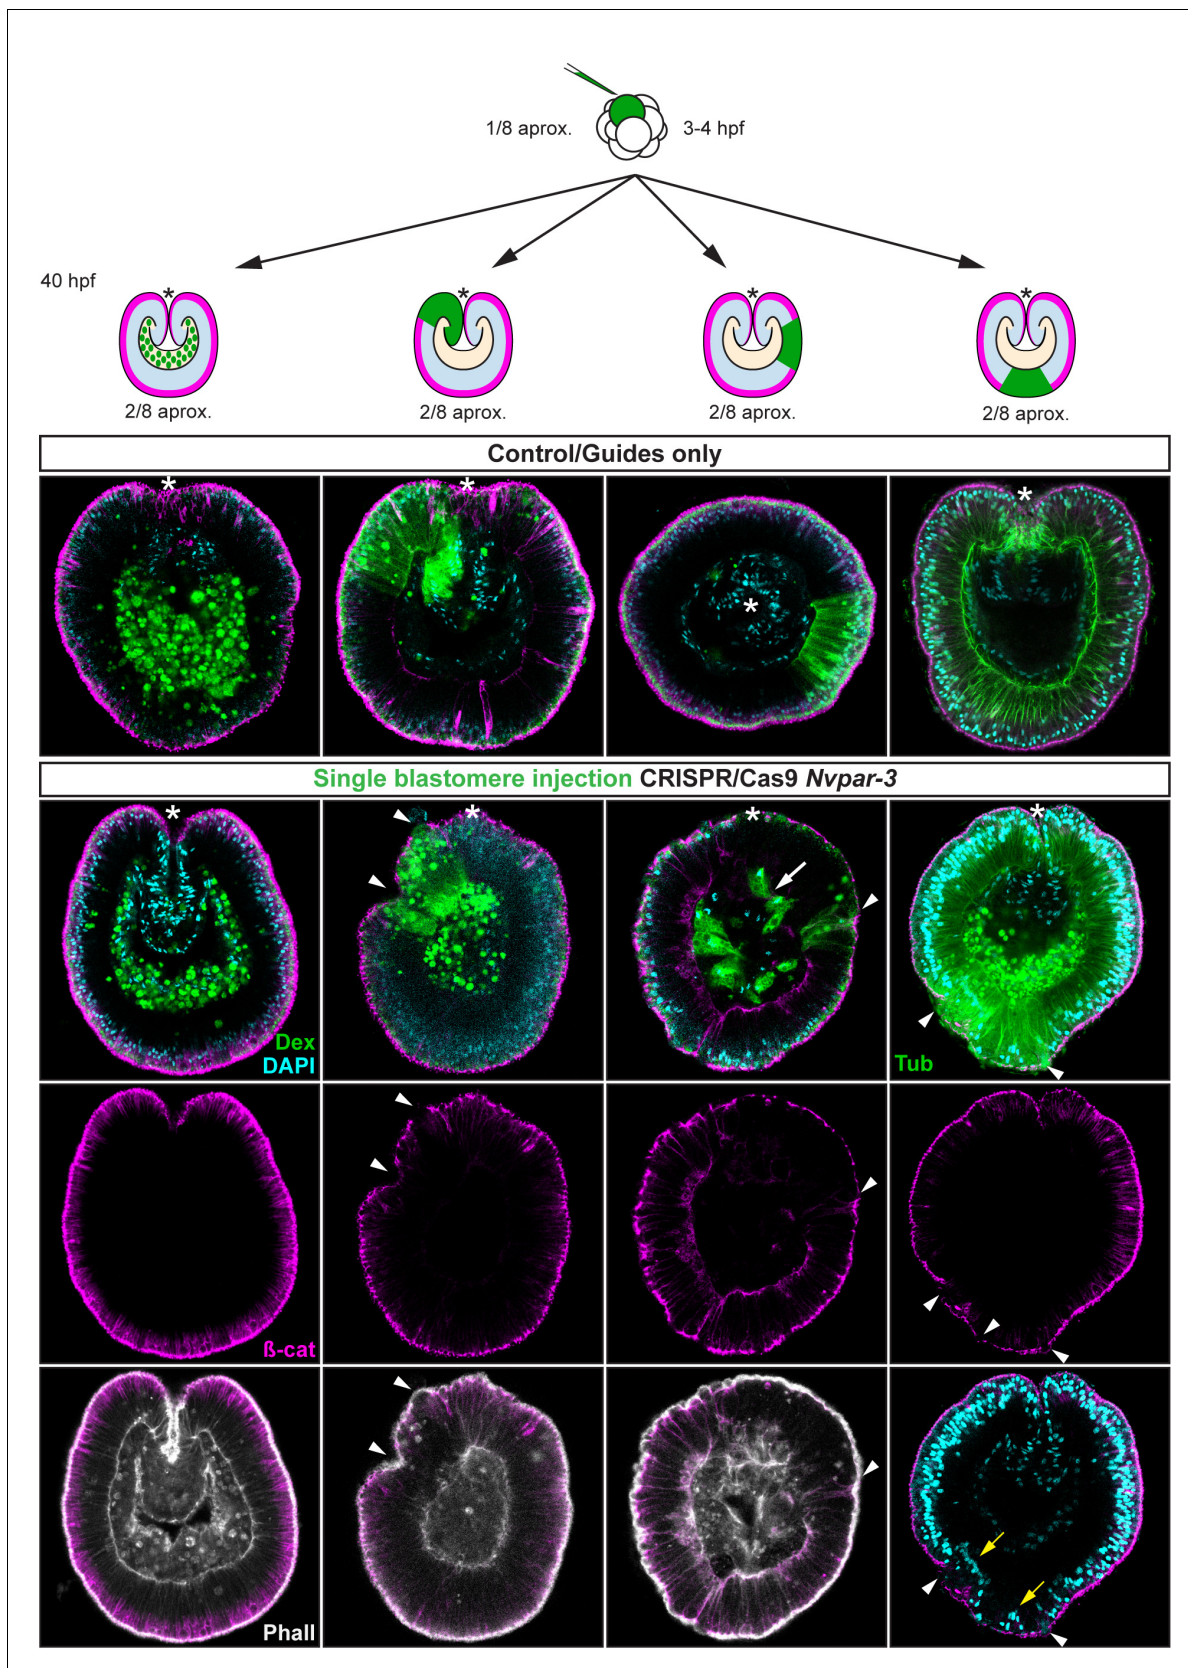 1/8 aprox.
3-4 hpf
40 hpf
*
*
*
*
2/8 aprox.
2/8 aprox.
2/8 aprox.
2/8 aprox.
Control/Guides only
*
*
*
*
Single blastomere injection CRISPR/Cas9 Nvpar-3
*
*
*
*
Dex
DAPI
Tub
ß-cat
Phall